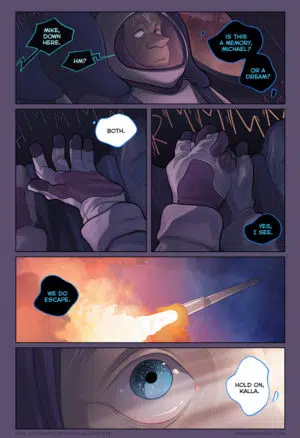 MIKE,
DOWN
HERE.
HM?
IS THIS
A MEMORY,
MICHAEL?
OR A
DREAM?
BOTH.
YES,
I SEE.
WE DO
ESCAPE.
HOLD ON,
KALLA.